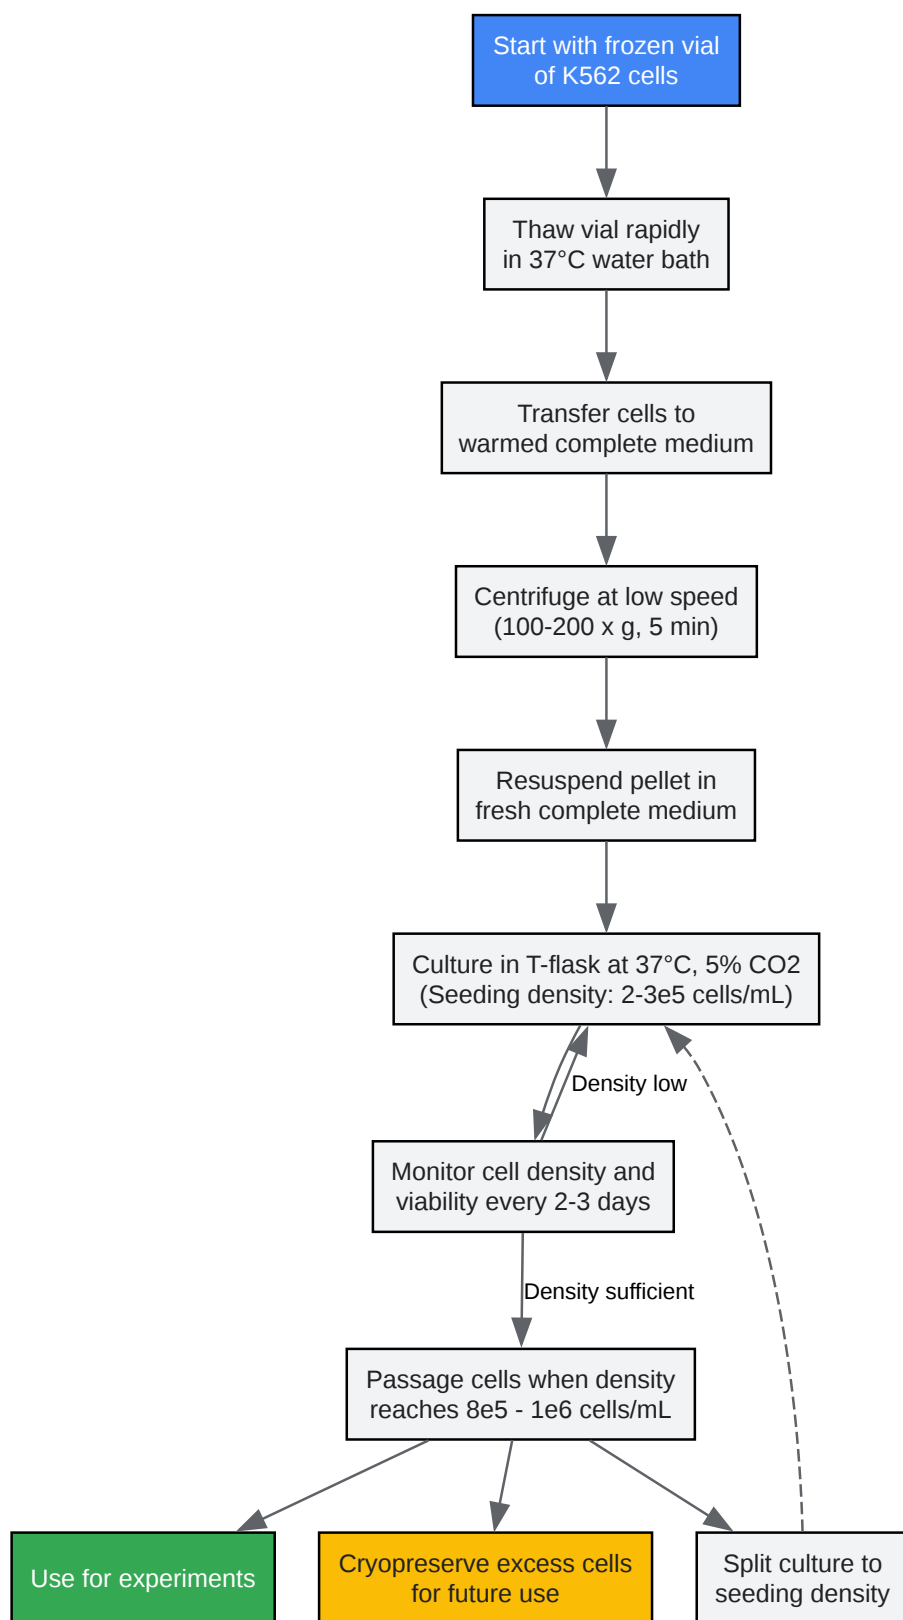 Start with frozen vial
of K562 cells
Thaw vial rapidly
in 37°C water bath
Transfer cells to
warmed complete medium
Centrifuge at low speed
(100-200 x g, 5 min)
Resuspend pellet in
fresh complete medium
Culture in T-flask at 37°C, 5% CO2
(Seeding density: 2-3e5 cells/mL)
Density low
Monitor cell density and
viability every 2-3 days
Density sufficient
Passage cells when density
reaches 8e5 - 1e6 cells/mL
Use for experiments
Cryopreserve excess cells
for future use
Split culture to
seeding density